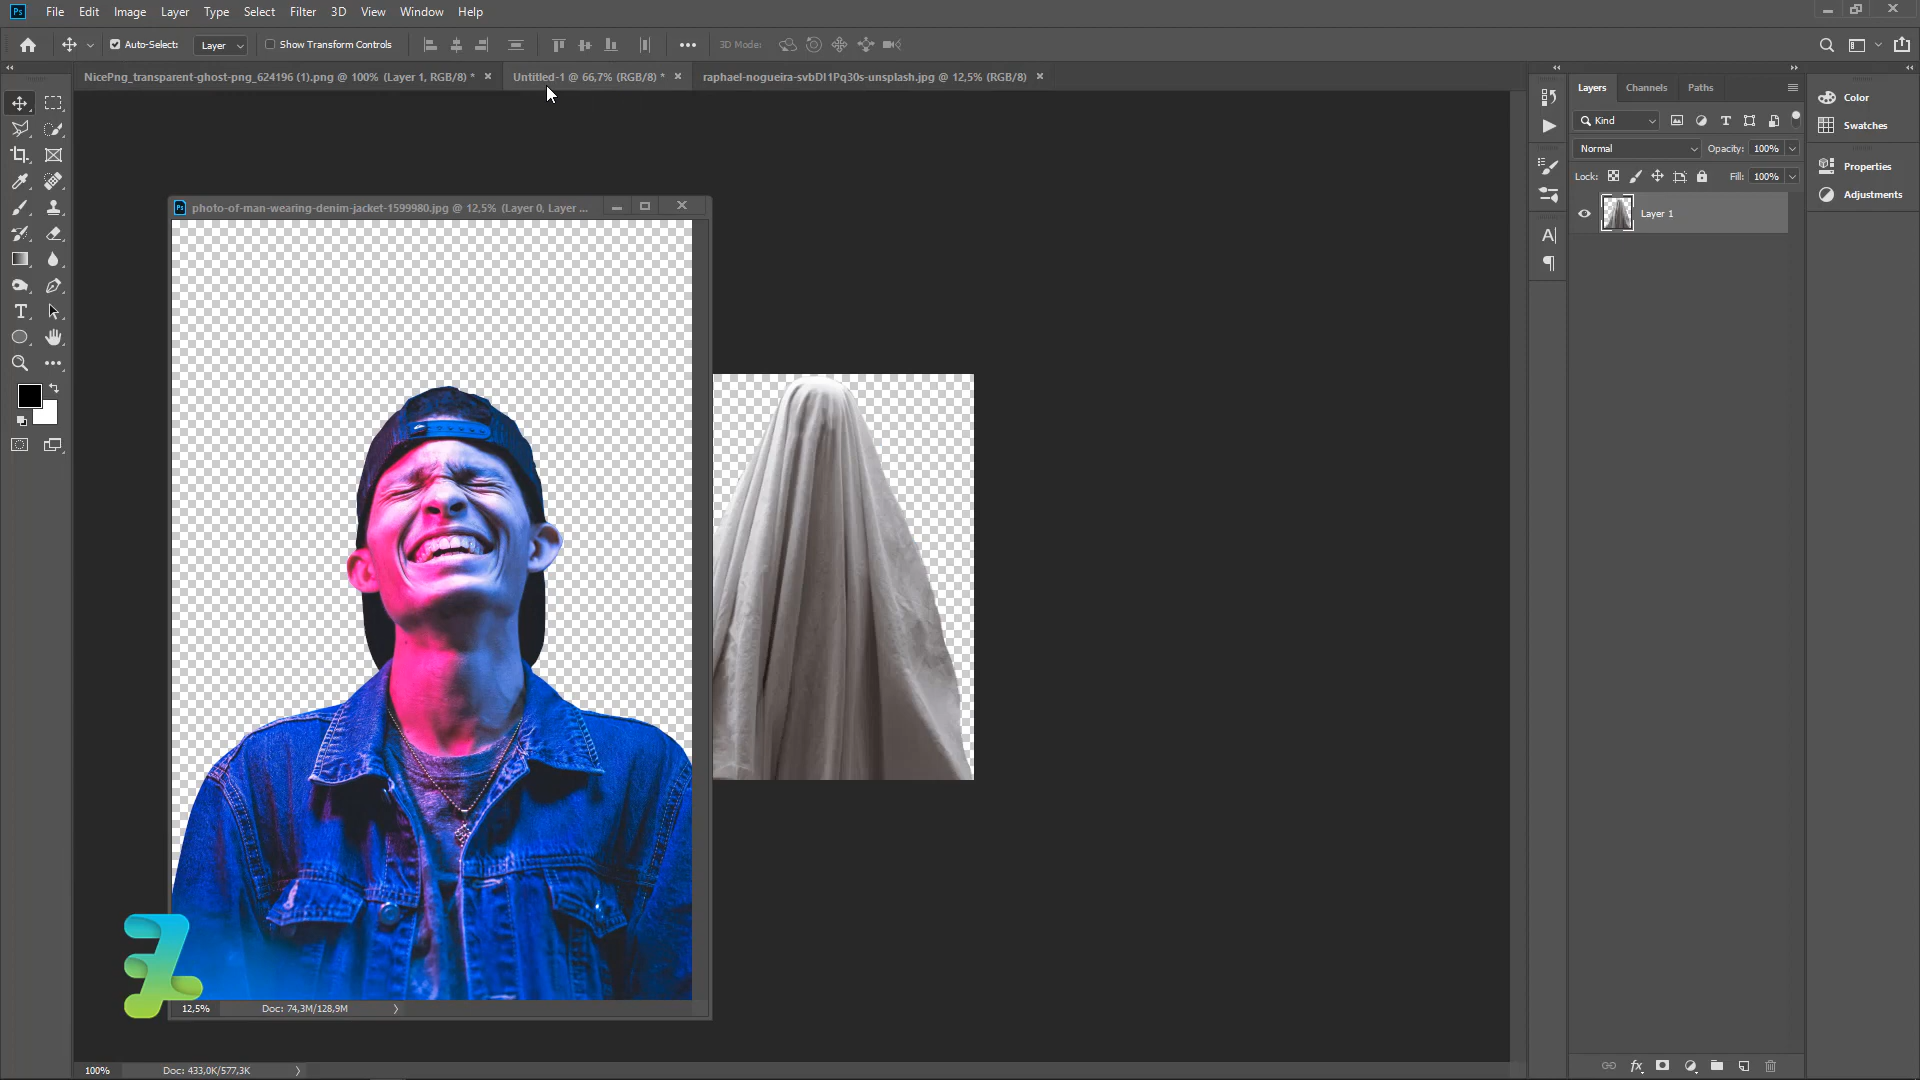 Ps File Edit Image Layer Type Select Filter 3D View Window Help
Auto-Select: Layer Show Transform Controls 3D Mode:
NicePng_transparent-ghost-png_624196 (1).png @ 100% (Layer 1, RGB/8) * Untitled-1 @ 66,7% (RGB/8) * raphael-nogueira-svbDI1Pq30s-unsplash.jpg @ 12,5% (RGB/8)
Ps photo-of-man-wearing-denim-jacket-1599980.jpg @ 12,5% (Layer 0, Layer ...
12,5% Doc: 74,3M/128,9M
100% Doc: 433,0K/577,3K
Layers Channels Paths
Kind
Normal Opacity: 100%
Lock: Fill: 100%
Layer 1
fx
Color
Swatches
Properties
Adjustments